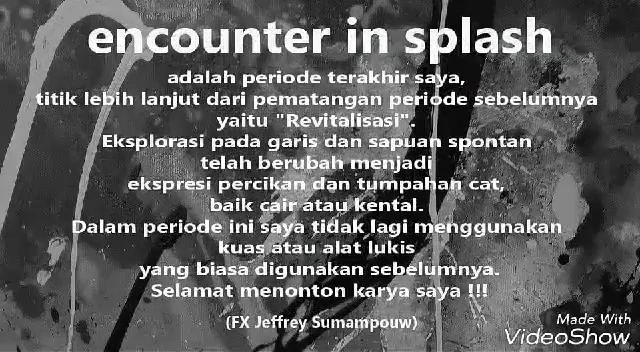 encounter in splash
adalah periode terakhir saya,
titik lebih lanjut dari pematangan periode sebelumnya
yaitu "Revitalisasi".
Eksplorasi pada garis dan sapuan spontan
telah berubah menjadi
ekspresi percikan dan tumpahan cat,
baik cair atau kental.
Dalam periode ini saya tidak lagi menggunakan
kuas atau alat lukis
yang biasa digunakan sebelumnya.
Selamat menonton karya saya !!!
(FX Jeffrey Sumampouw)
Made With
VideoShow